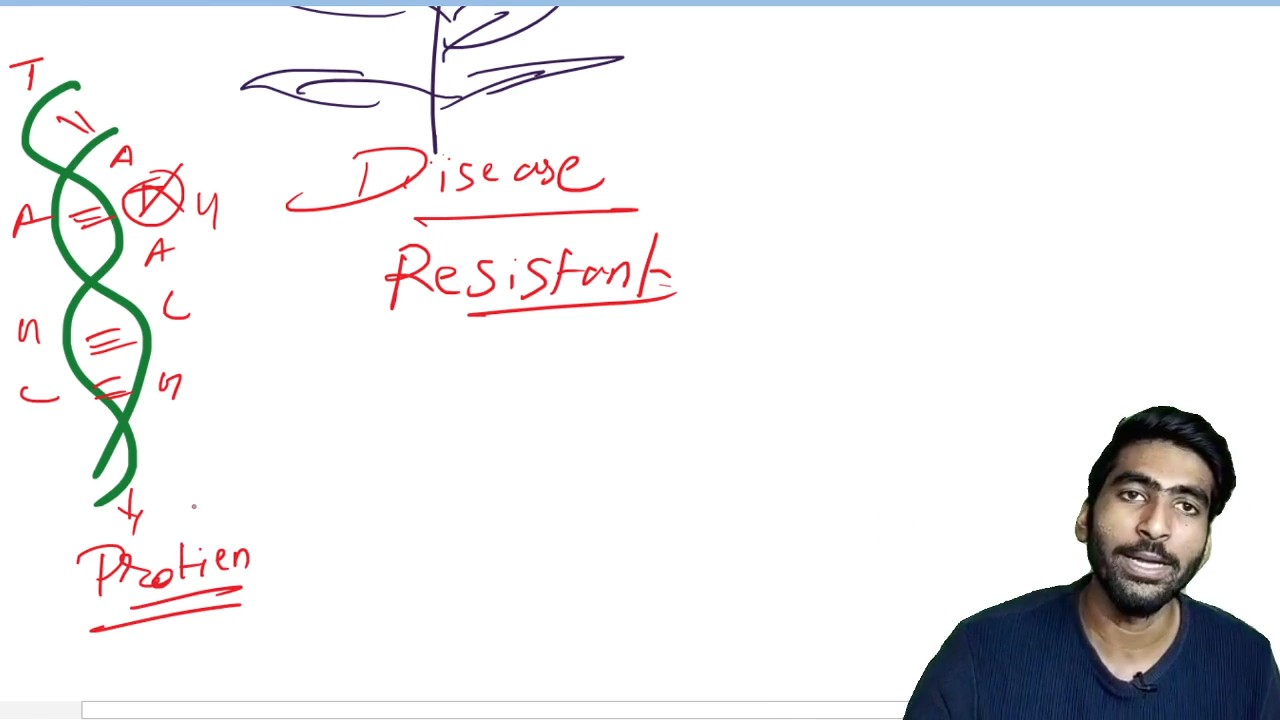 T
A
A T G
A
C
G
C G
Disease
Resistant
Protien